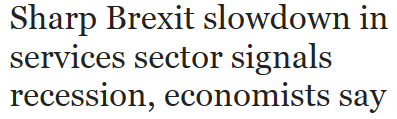 Sharp Brexit slowdown in
services sector signals
recession, economists say